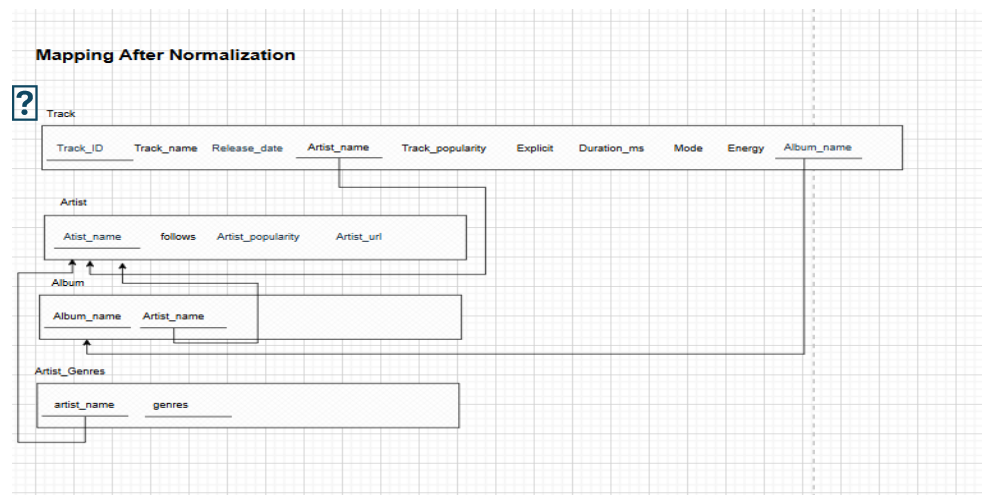 Mapping After Normalization
?
Track
Track_ID Track_name Release_date Artist_name Track_popularity Explicit Duration_ms Mode Energy Album_name
Artist
Atist_name follows Artist_popularity Artist_url
Album
Album_name Artist_name
Artist_Genres
artist_name genres